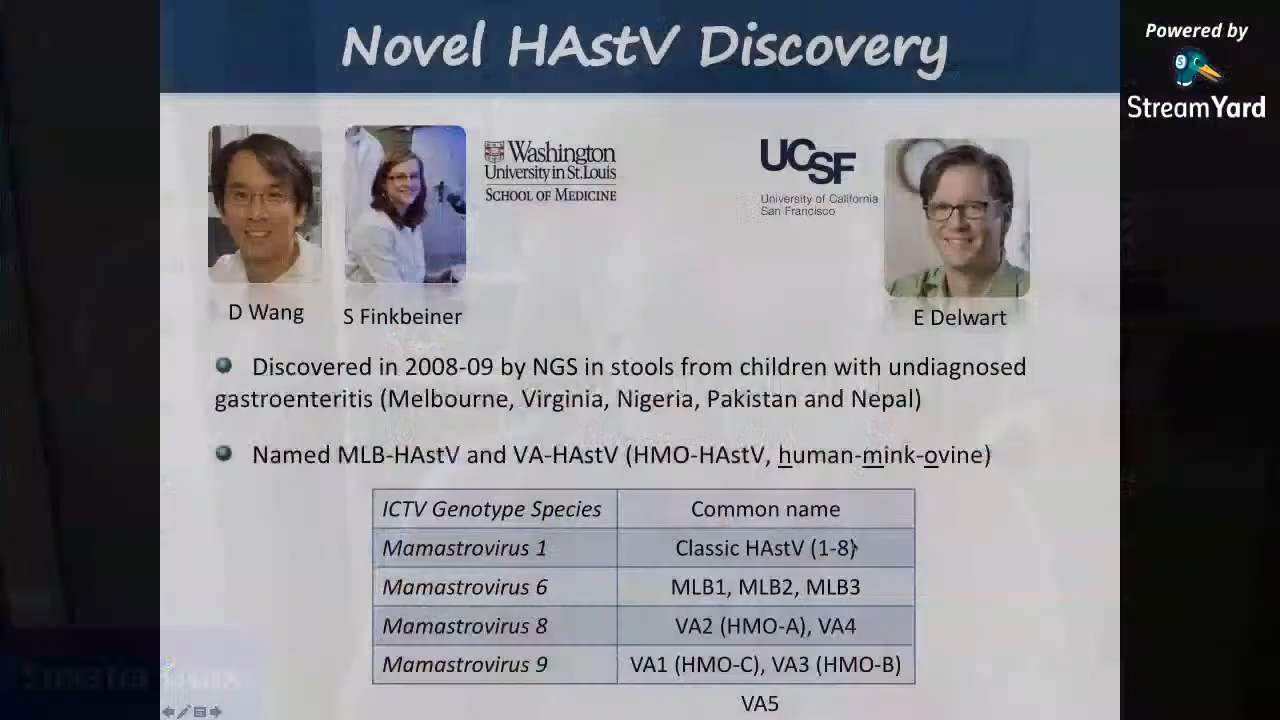 Novel HAstV Discovery
Powered by
StreamYard
Washington
University in St. Louis
SCHOOL OF MEDICINE
UCSF
University of California
San Francisco
D Wang
S Finkbeiner
E Delwart
Discovered in 2008-09 by NGS in stools from children with undiagnosed
gastroenteritis (Melbourne, Virginia, Nigeria, Pakistan and Nepal)
Named MLB-HAstV and VA-HAstV (HMO-HAstV, human-mink-ovine)
ICTV Genotype Species Common name
Mamastrovirus 1 Classic HAstV (1-8)
Mamastrovirus 6 MLB1, MLB2, MLB3
Mamastrovirus 8 VA2 (HMO-A), VA4
Mamastrovirus 9 VA1 (HMO-C), VA3 (HMO-B)
VA5